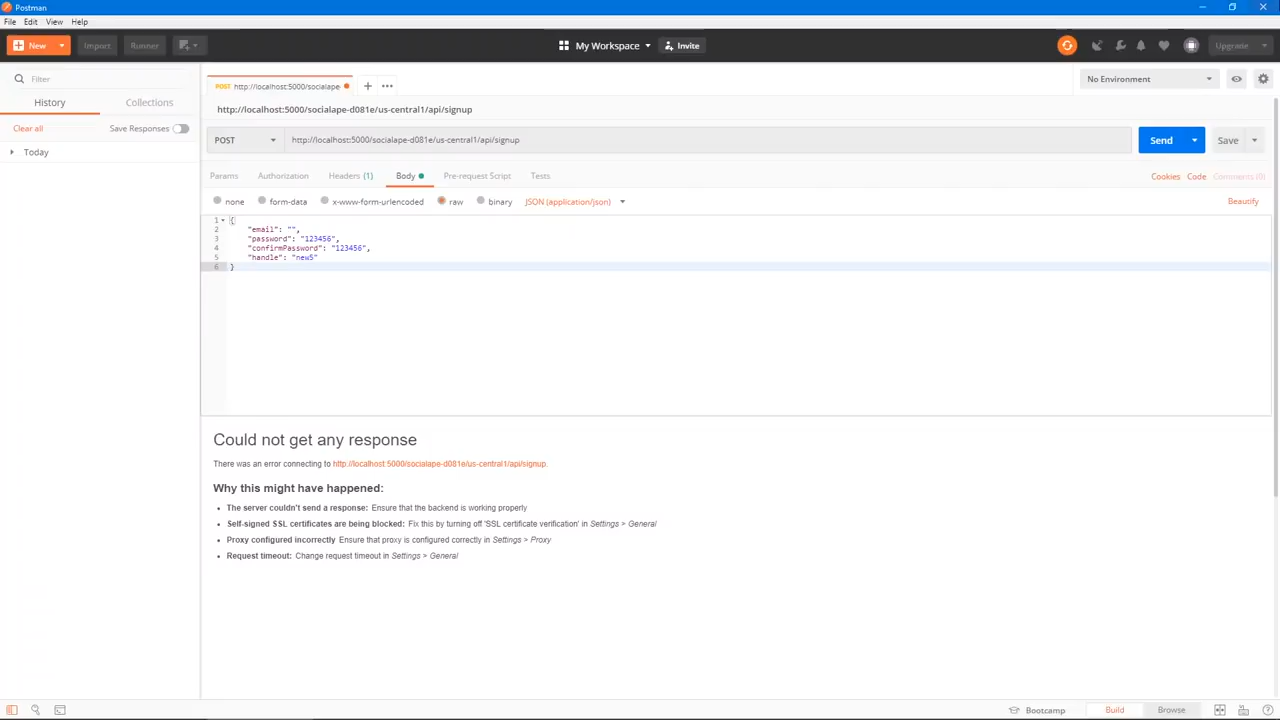 Postman
File Edit View Help
New Import Runner My Workspace Invite Upgrade
Filter
History Collections
Clear all Save Responses
Today
POST http://localhost:5000/socialape- No Environment
http://localhost:5000/socialape-d081e/us-central1/api/signup
POST http://localhost:5000/socialape-d081e/us-central1/api/signup Send Save
Params Authorization Headers (1) Body Pre-request Script Tests Cookies Code Comments (0)
none form-data x-www-form-urlencoded raw binary JSON (application/json) Beautify
1 {
2 "email": "",
3 "password": "123456",
4 "confirmPassword": "123456",
5 "handle": "new5"
6 }
Could not get any response
There was an error connecting to http://localhost:5000/socialape-d081e/us-central1/api/signup.
Why this might have happened:
The server couldn't send a response: Ensure that the backend is working properly
Self-signed SSL certificates are being blocked: Fix this by turning off 'SSL certificate verification' in Settings > General
Proxy configured incorrectly Ensure that proxy is configured correctly in Settings > Proxy
Request timeout: Change request timeout in Settings > General
Bootcamp Build Browse